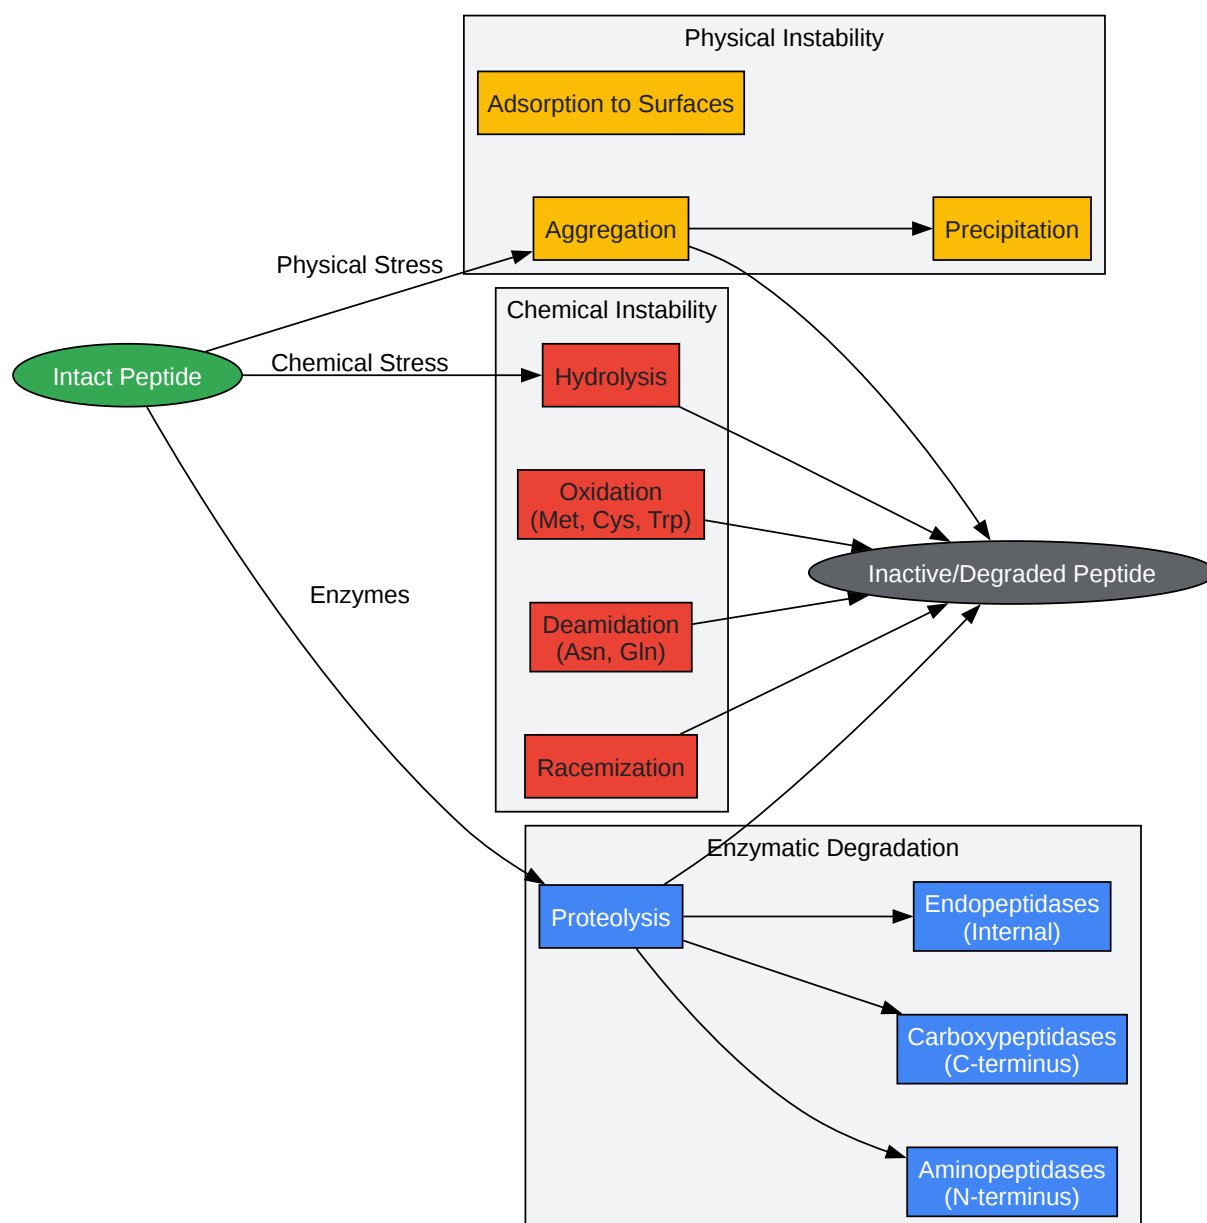 Physical Instability
Adsorption to Surfaces
Aggregation
Precipitation
Physical Stress
Chemical Instability
Chemical Stress
Intact Peptide
Hydrolysis
Oxidation
(Met, Cys, Trp)
Inactive/Degraded Peptide
Enzymes
Deamidation
(Asn, Gln)
Racemization
Enzymatic Degradation
Proteolysis
Endopeptidases
(Internal)
Carboxypeptidases
(C-terminus)
Aminopeptidases
(N-terminus)